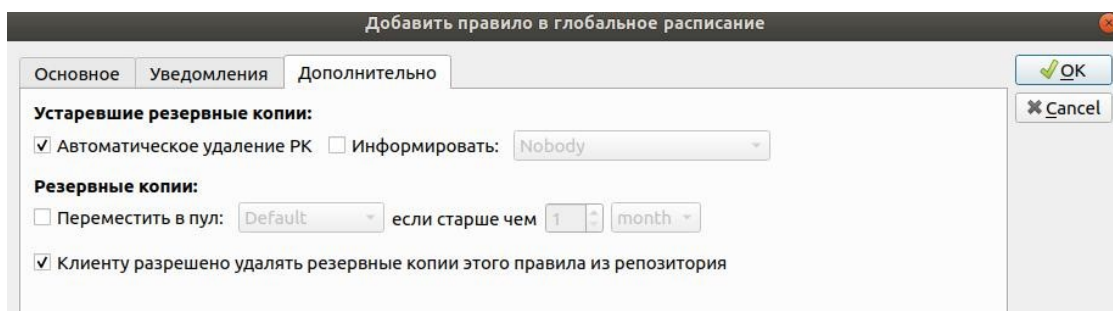 Добавить правило в глобальное расписание
Основное Уведомления Дополнительно OK
Устаревшие резервные копии: Cancel
Автоматическое удаление РК Информировать: Nobody
Резервные копии:
Переместить в пул: Default если старше чем 1 month
Клиенту разрешено удалять резервные копии этого правила из репозитория